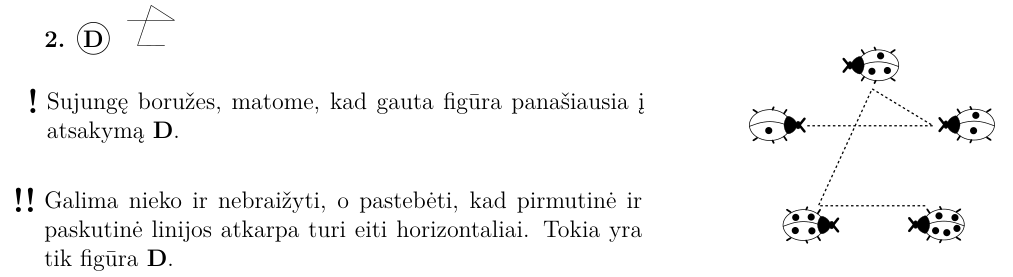 2. D
! Sujungę boružes, matome, kad gauta figūra panašiausia į
atsakymą D.
!! Galima nieko ir nebraižyti, o pastebėti, kad pirmutinė ir
paskutinė linijos atkarpa turi eiti horizontaliai. Tokia yra
tik figūra D.